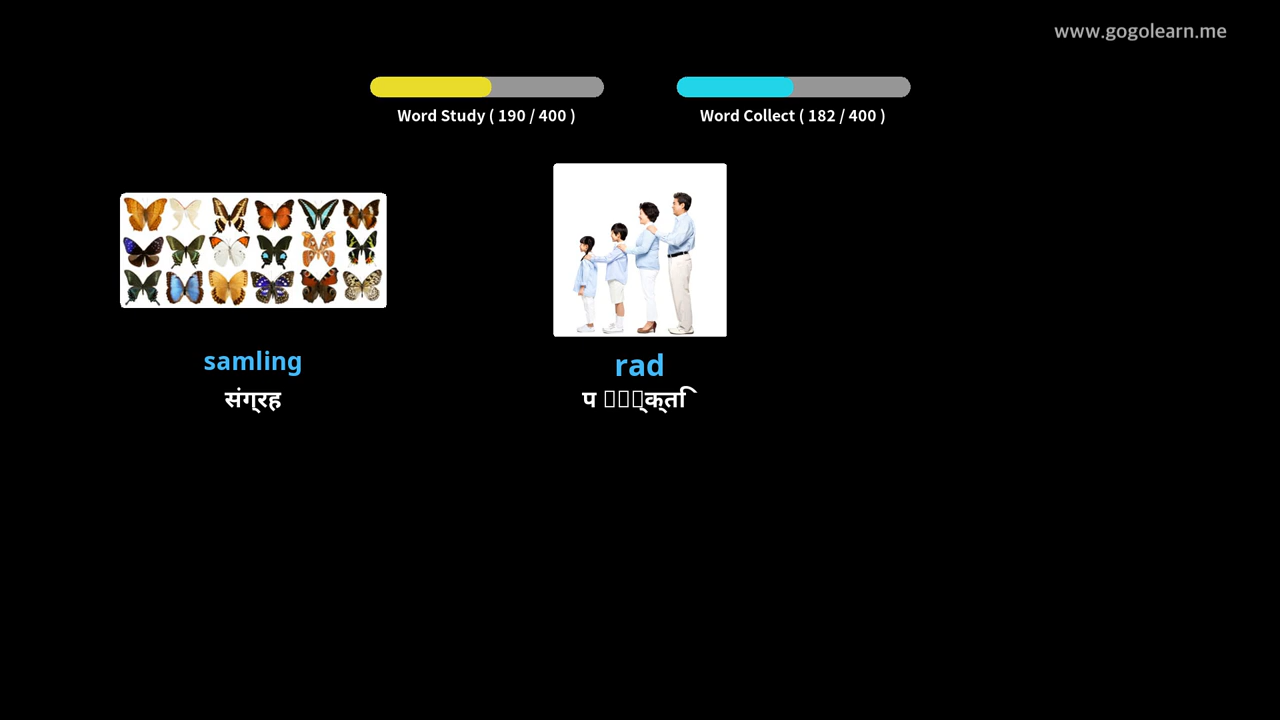 www.gogolearn.me
Word Study ( 190 / 400 )
Word Collect ( 182 / 400 )
samling
संग्रह
rad